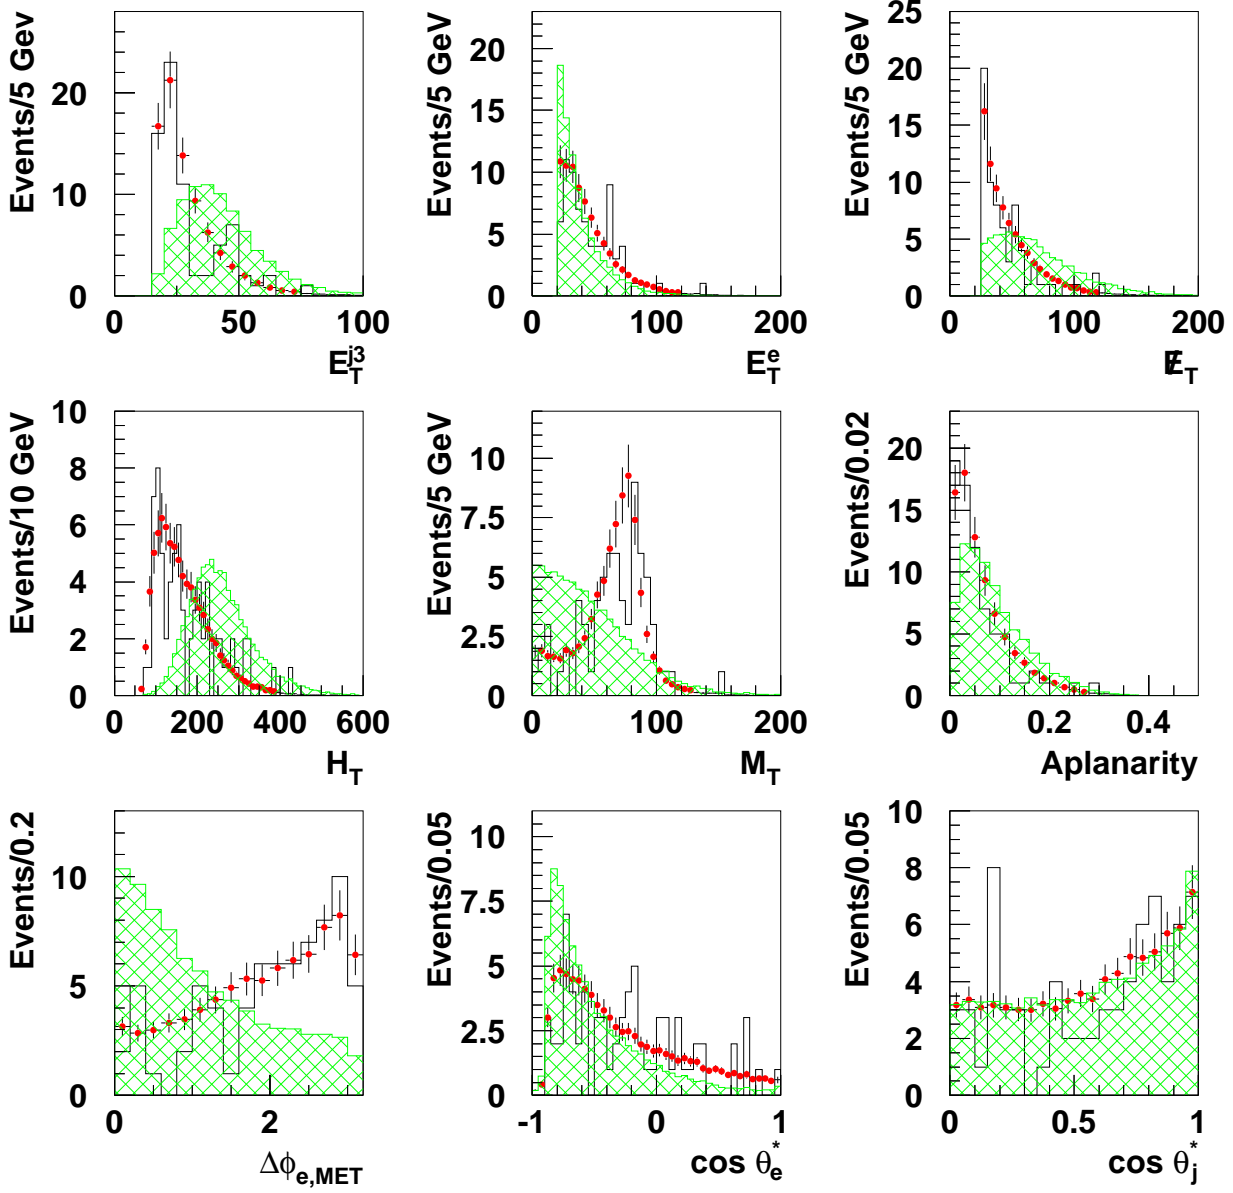 Events/5 GeV
20
10
0
0 50 100
E_T^j3
Events/5 GeV
20
15
10
5
0
0 100 200
E_T^e
Events/5 GeV
25
20
15
10
5
0
0 100 200
E̸_T
Events/10 GeV
10
8
6
4
2
0
0 200 400 600
H_T
Events/5 GeV
10
7.5
5
2.5
0
0 100 200
M_T
Events/0.02
20
15
10
5
0
0 0.2 0.4
Aplanarity
Events/0.2
10
5
0
0 2
Δϕ_e,MET
Events/0.05
10
7.5
5
2.5
0
-1 0 1
cos θ_e^*
Events/0.05
10
8
6
4
2
0
0 0.5 1
cos θ_j^*